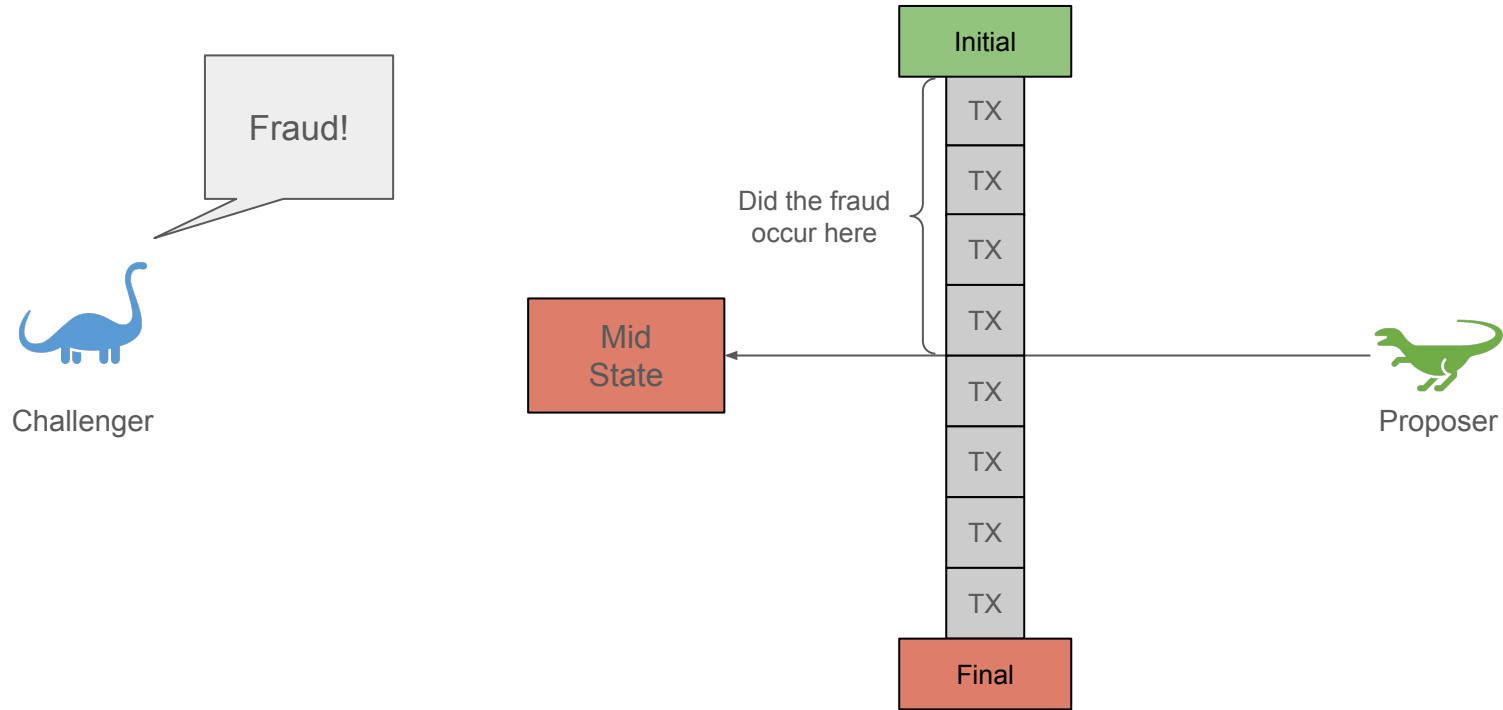 Initial
Fraud!
TX
TX
Did the fraud
occur here
TX
TX
Mid
State
TX
Challenger
Proposer
TX
TX
TX
Final